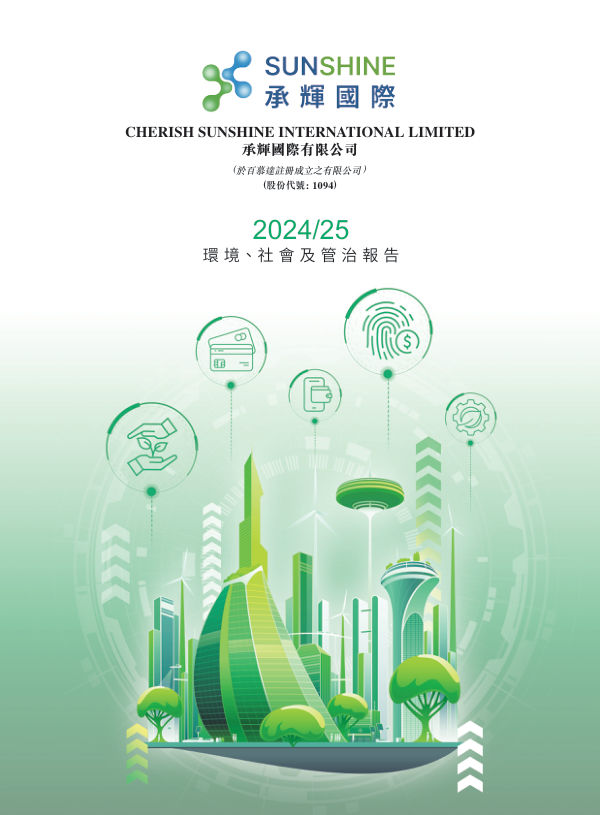 SUNSHINE
承輝國際
CHERISH SUNSHINE INTERNATIONAL LIMITED
承輝國際有限公司
(於百慕達註冊成立之有限公司)
(股份代號: 1094)
2024/25
環境、社會及管治報告
$